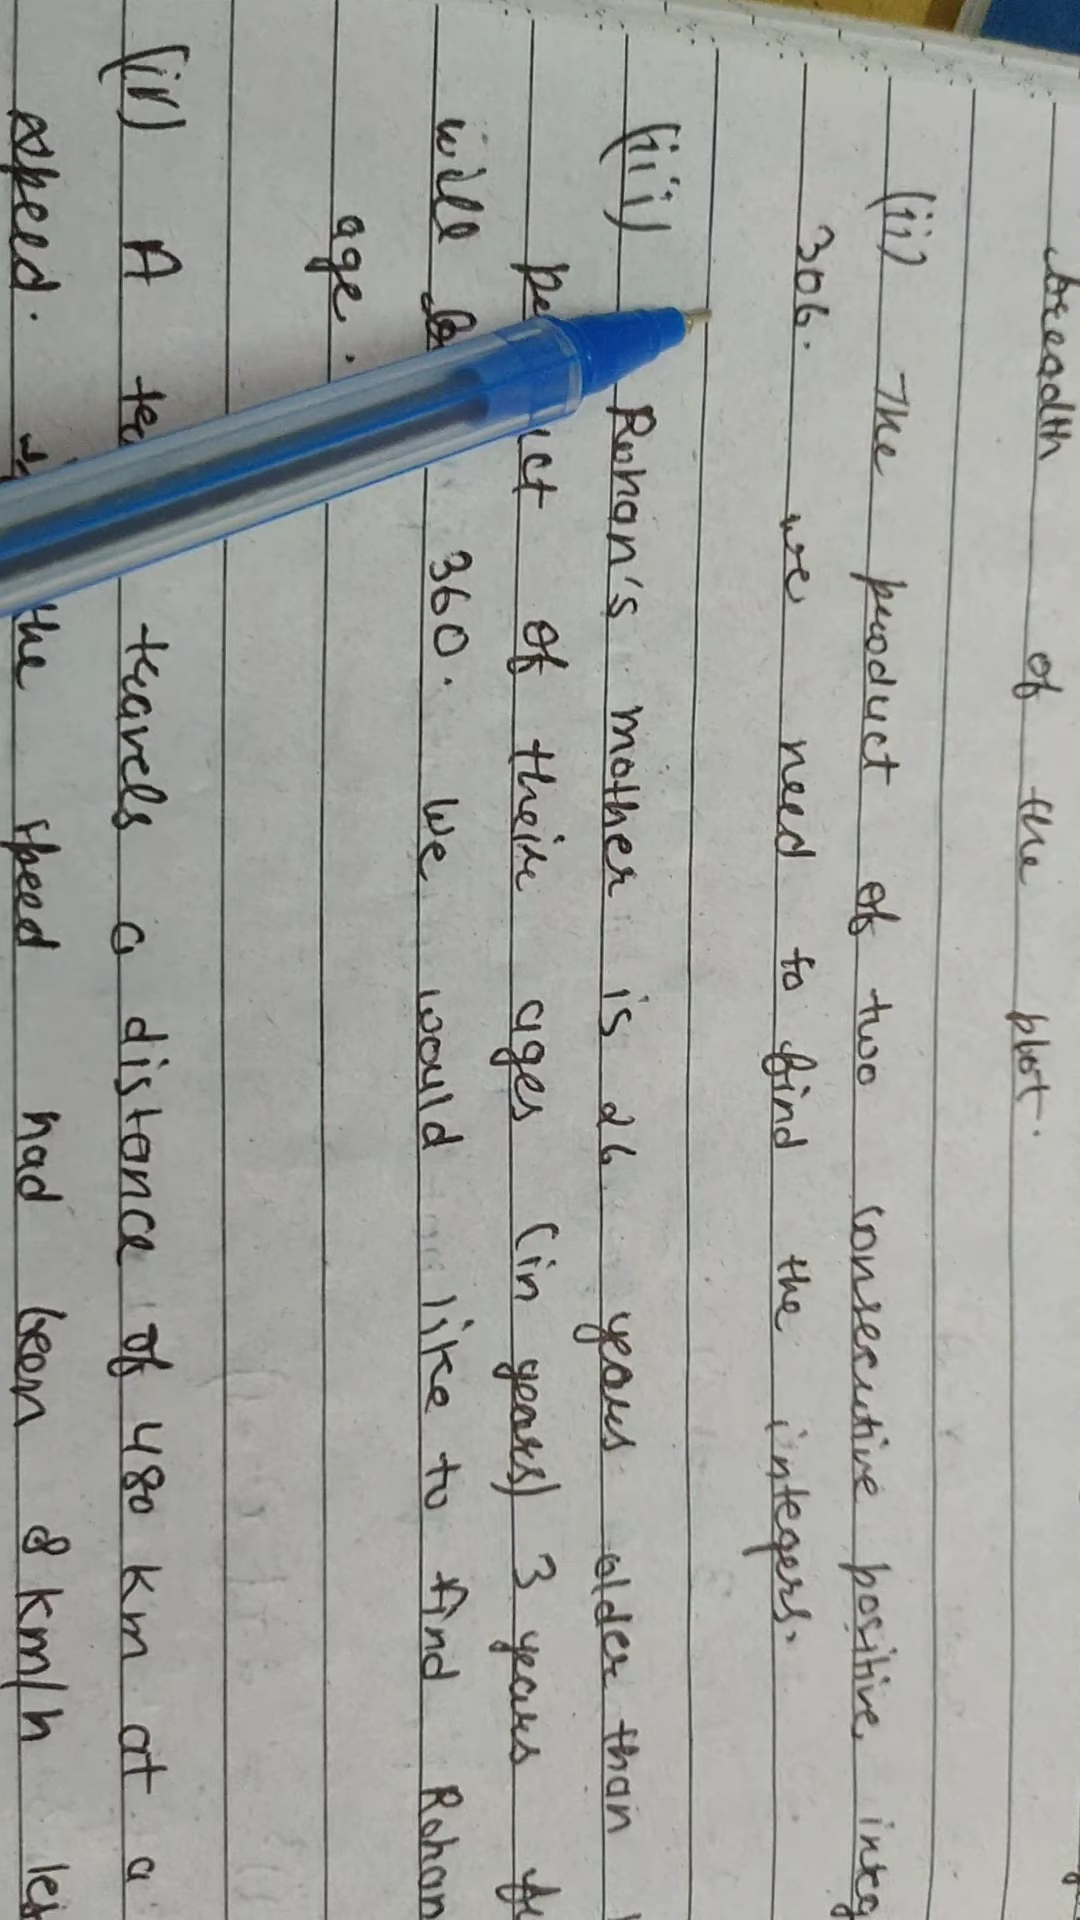 breadth of the plot.
(ii) The product of two consecutive positive integ
306. we need to find the integers.
(iii) Rohan's mother is 26 years older than
of their ages (in years) 3 years
will 360. We would like to find Rohan
age.
(iv) A travels a distance of 480 km at a
speed. the speed had been 8 km/h les